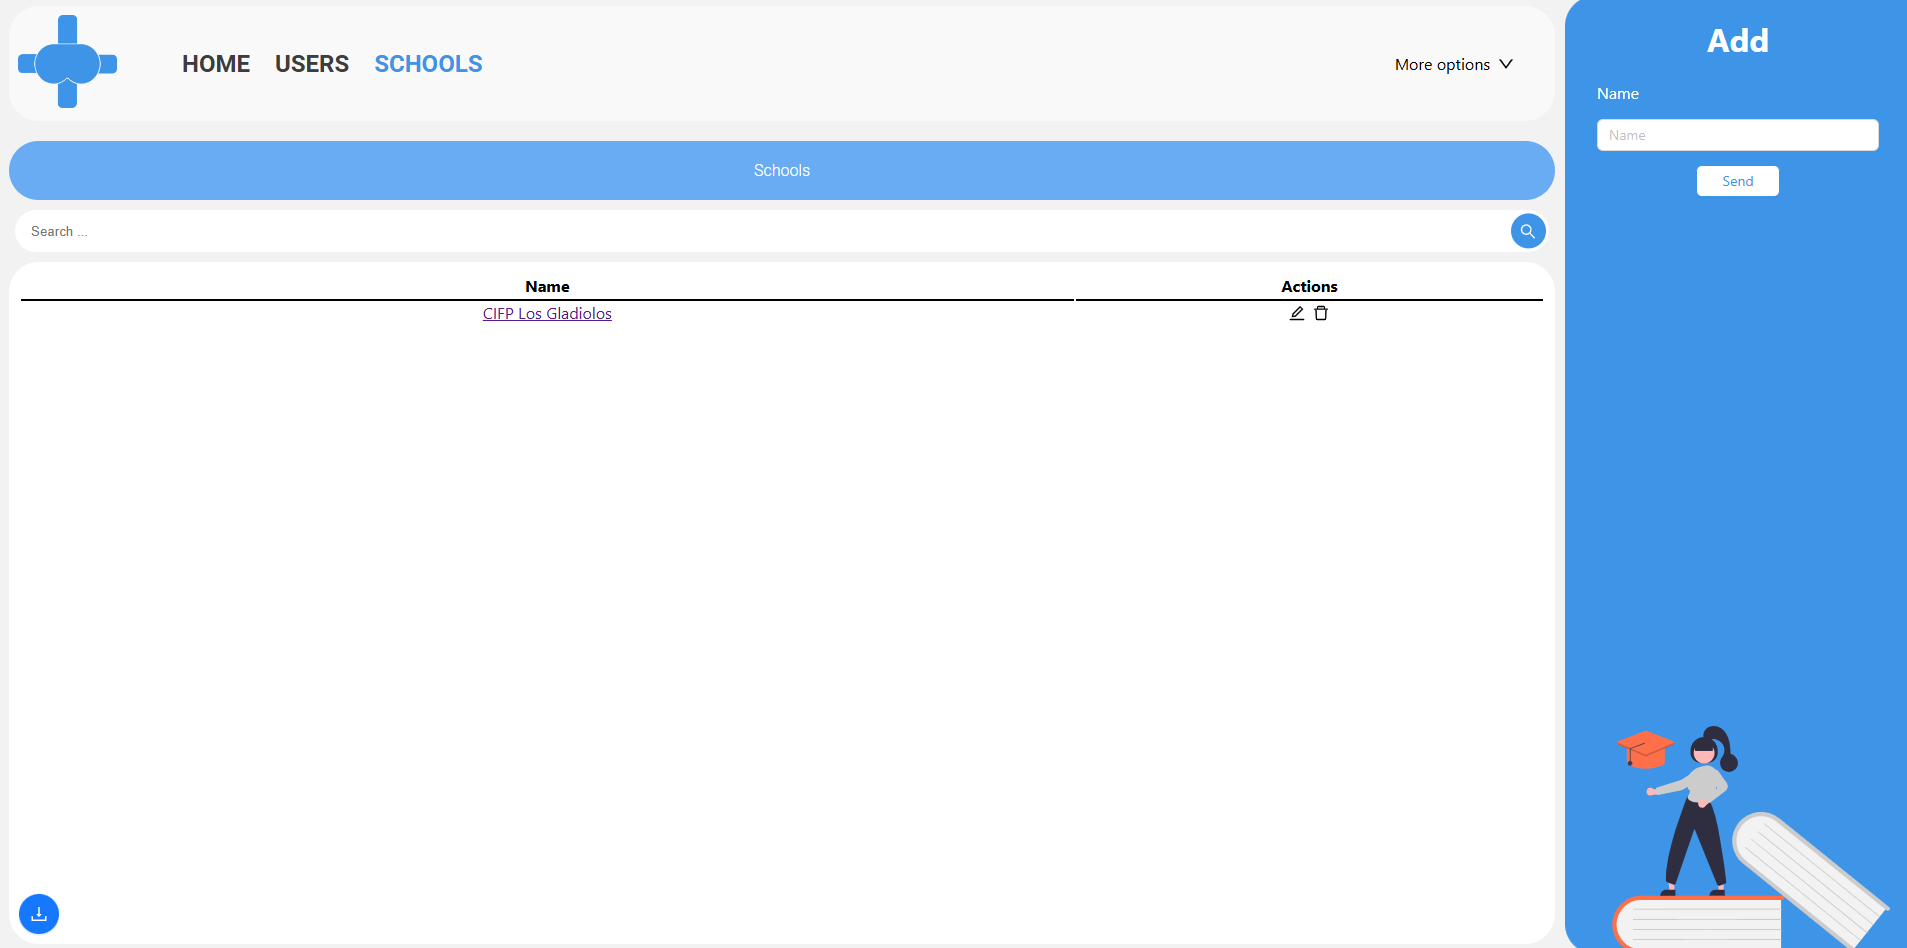 HOME USERS SCHOOLS More options
Schools
Search ...
Name Actions
CIFP Los Gladiolos
Add
Name
Name
Send